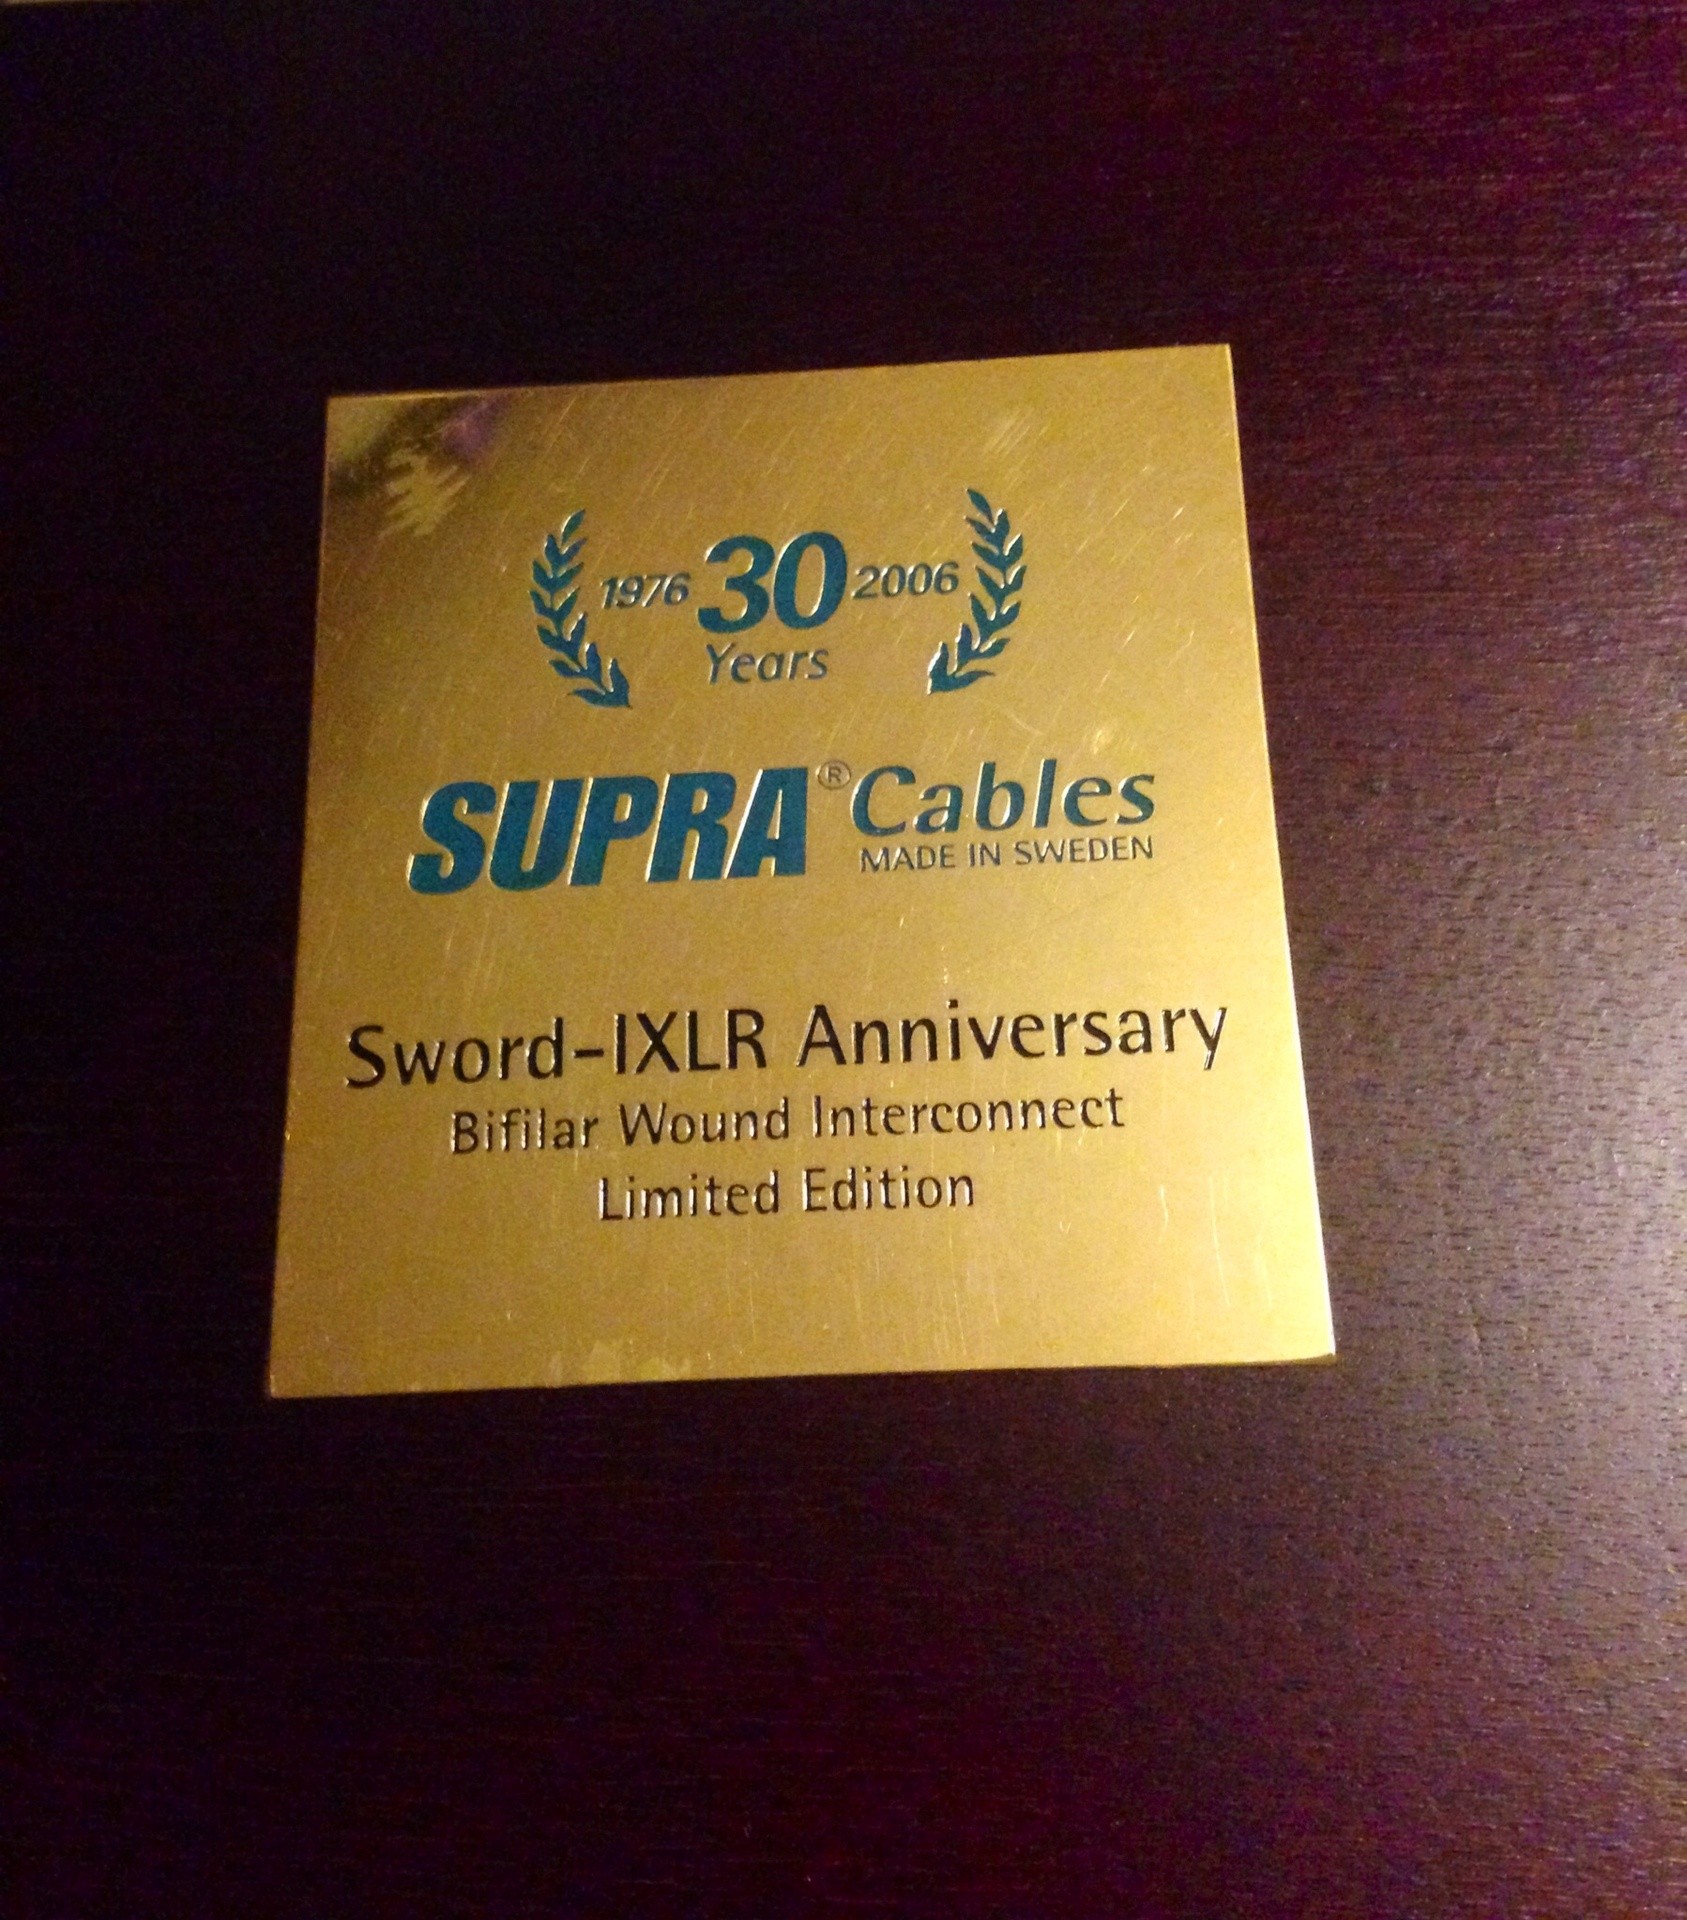 1976 30 2006
Years
SUPRA® Cables
MADE IN SWEDEN
Sword-IXLR Anniversary
Bifilar Wound Interconnect
Limited Edition